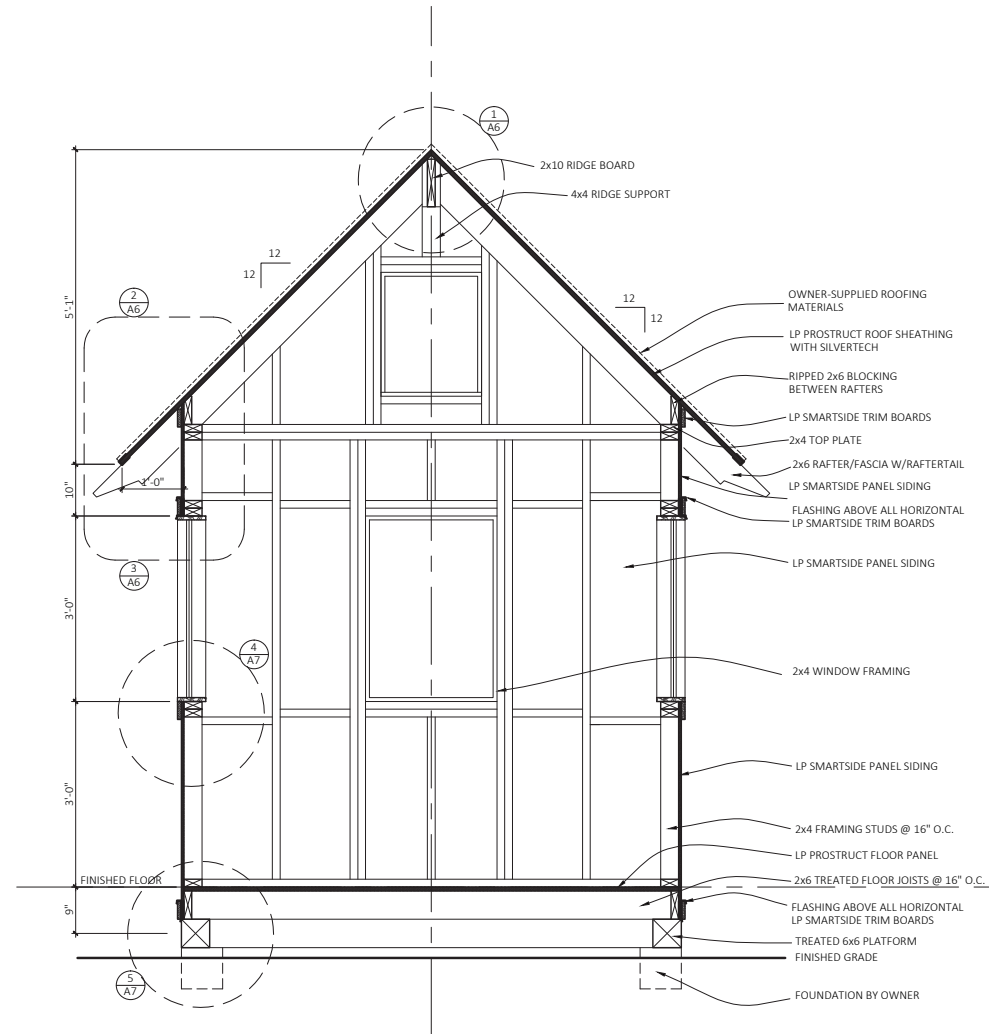 1
A6
2x10 RIDGE BOARD
4x4 RIDGE SUPPORT
12
12
2
A6
5'-1"
12
12
OWNER-SUPPLIED ROOFING
MATERIALS
LP PROSTRUCT ROOF SHEATHING
WITH SILVERTECH
RIPPED 2x6 BLOCKING
BETWEEN RAFTERS
LP SMARTSIDE TRIM BOARDS
2x4 TOP PLATE
2x6 RAFTER/FASCIA W/RAFTERTAIL
1'-0"
10"
LP SMARTSIDE PANEL SIDING
FLASHING ABOVE ALL HORIZONTAL
LP SMARTSIDE TRIM BOARDS
3
A6
LP SMARTSIDE PANEL SIDING
3'-0"
4
A7
2x4 WINDOW FRAMING
3'-0"
LP SMARTSIDE PANEL SIDING
2x4 FRAMING STUDS @ 16" O.C.
LP PROSTRUCT FLOOR PANEL
FINISHED FLOOR
2x6 TREATED FLOOR JOISTS @ 16" O.C.
9"
FLASHING ABOVE ALL HORIZONTAL
LP SMARTSIDE TRIM BOARDS
TREATED 6x6 PLATFORM
FINISHED GRADE
5
A7
FOUNDATION BY OWNER